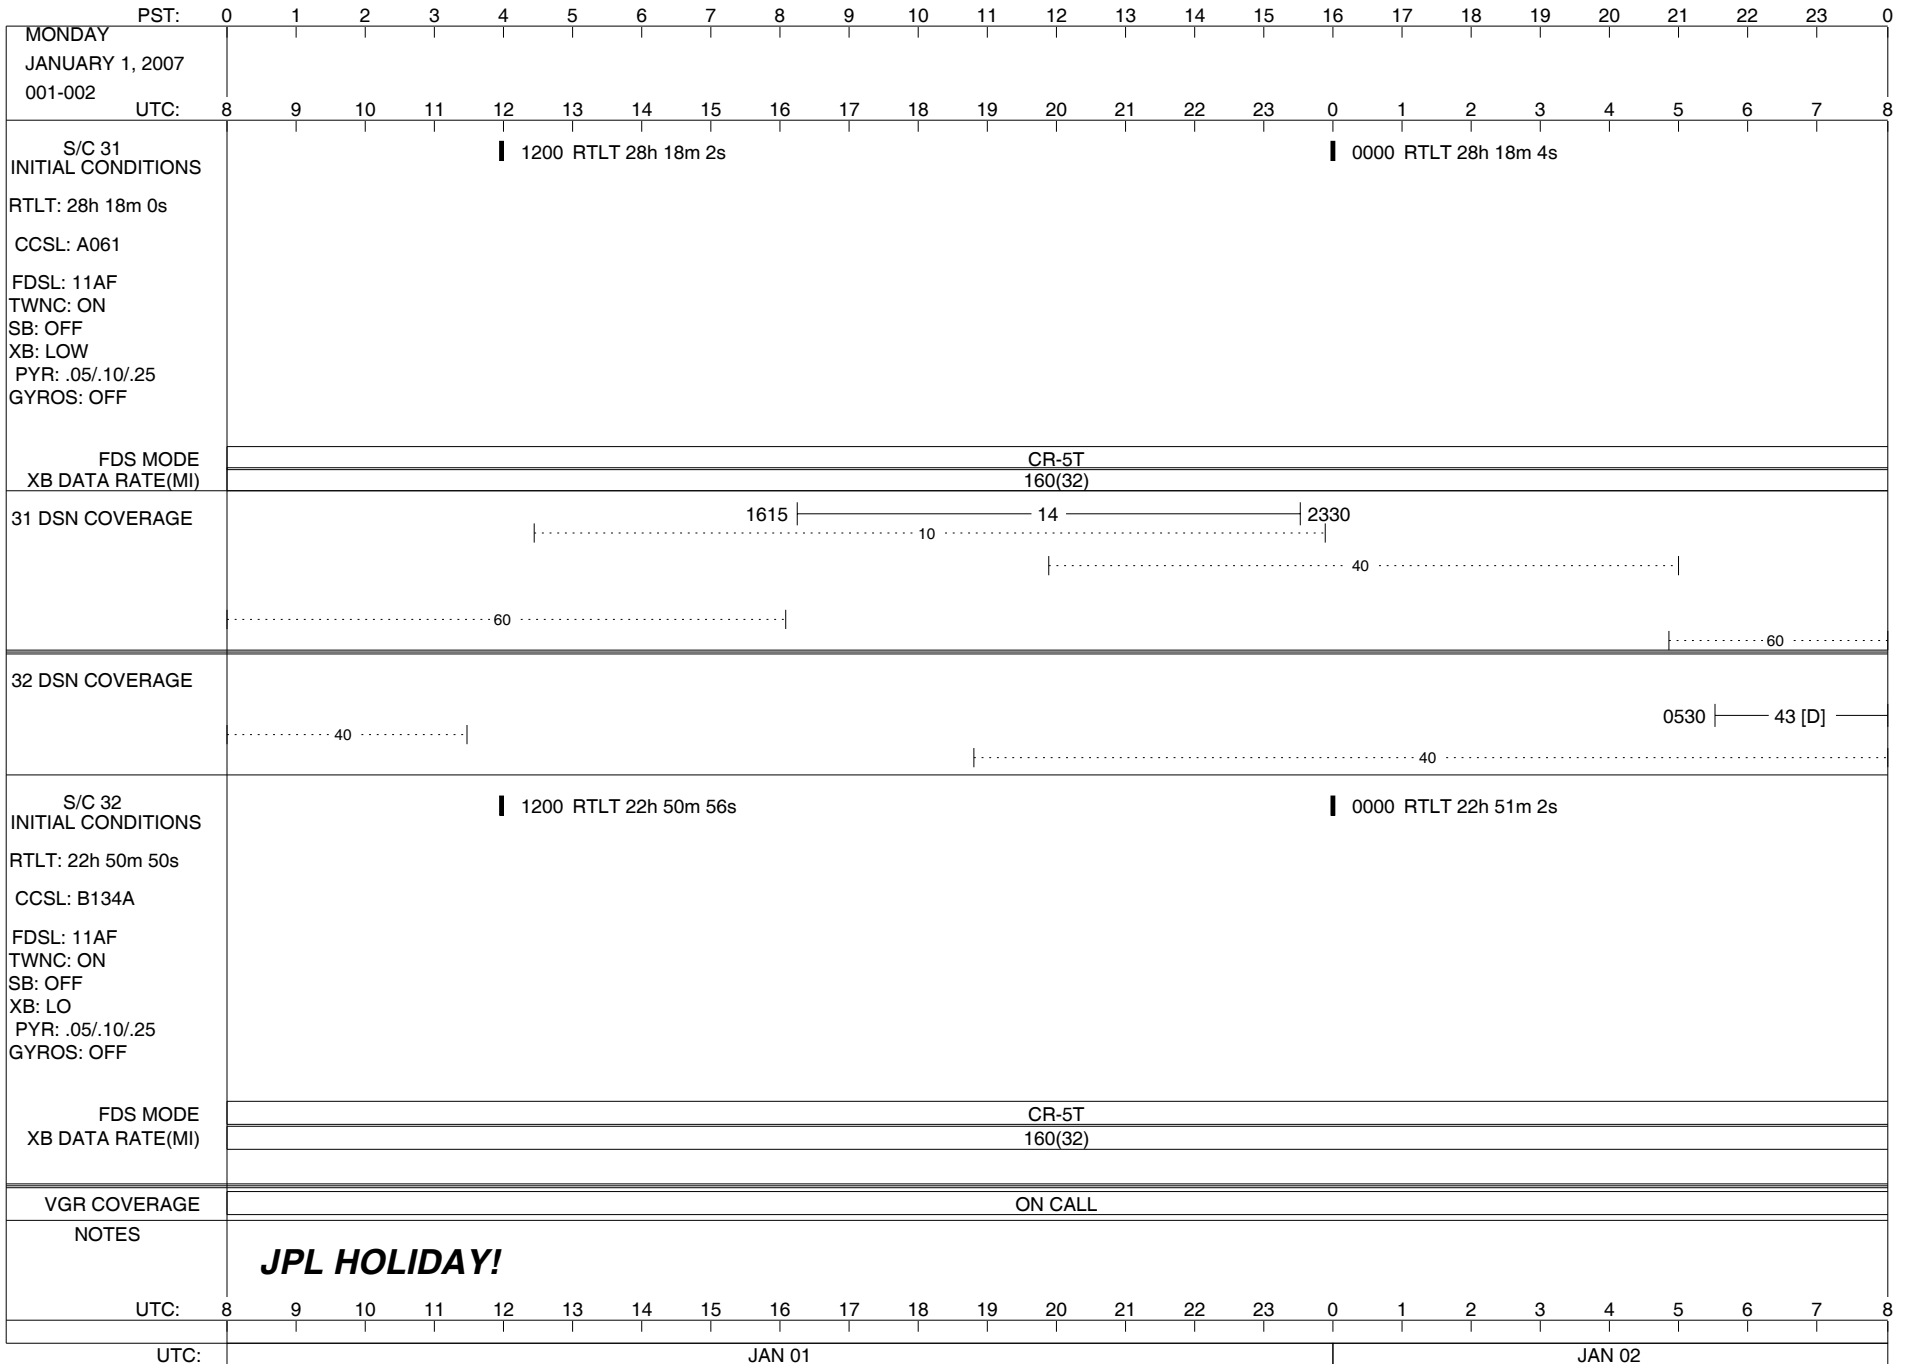 PST: 0 1 2 3 4 5 6 7 8 9 10 11 12 13 14 15 16 17 18 19 20 21 22 23 0
MONDAY
JANUARY 1, 2007
001-002
UTC: 8 9 10 11 12 13 14 15 16 17 18 19 20 21 22 23 0 1 2 3 4 5 6 7 8
S/C 31
INITIAL CONDITIONS
1200 RTLT 28h 18m 2s
0000 RTLT 28h 18m 4s
RTLT: 28h 18m 0s
CCSL: A061
FDSL: 11AF
TWNC: ON
SB: OFF
XB: LOW
PYR: .05/.10/.25
GYROS: OFF
FDS MODE CR-5T
XB DATA RATE(MI) 160(32)
31 DSN COVERAGE
1615 14 2330
10
40
60
60
32 DSN COVERAGE
0530 43 [D]
40
40
S/C 32
INITIAL CONDITIONS
1200 RTLT 22h 50m 56s
0000 RTLT 22h 51m 2s
RTLT: 22h 50m 50s
CCSL: B134A
FDSL: 11AF
TWNC: ON
SB: OFF
XB: LO
PYR: .05/.10/.25
GYROS: OFF
FDS MODE CR-5T
XB DATA RATE(MI) 160(32)
VGR COVERAGE ON CALL
NOTES
JPL HOLIDAY!
UTC: 8 9 10 11 12 13 14 15 16 17 18 19 20 21 22 23 0 1 2 3 4 5 6 7 8
UTC: JAN 01 JAN 02